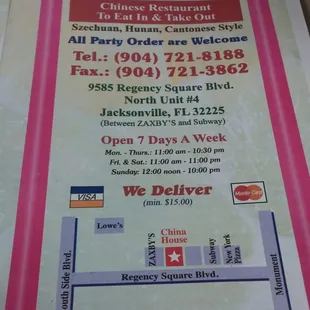 Chinese Restaurant
To Eat In & Take Out
Szechuan, Hunan, Cantonese Style
All Party Order are Welcome
Tel.: (904) 721-8188
Fax.: (904) 721-3862
9585 Regency Square Blvd.
North Unit #4
Jacksonville, FL 32225
(Between ZAXBY'S and Subway)
Open 7 Days A Week
Mon. - Thurs.: 11:00 am - 10:30 pm
Fri. & Sat.: 11:00 am - 11:00 pm
Sunday: 12:00 noon - 10:00 pm
VISA
We Deliver
(min. $15.00)
MasterCard
Lowe's
ZAXBY'S
China
House
Subway
New York
Pizza
Regency Square Blvd.
South Side Blvd.
Monument